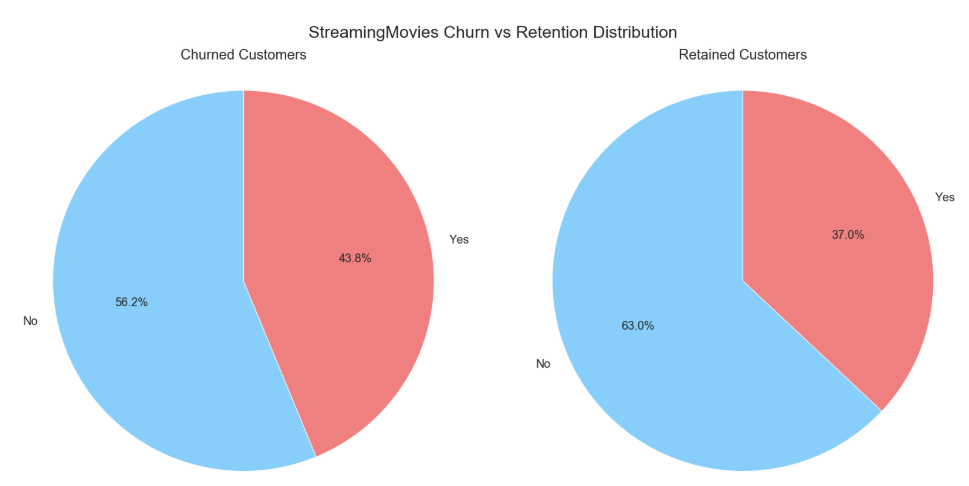 StreamingMovies Churn vs Retention Distribution
Churned Customers
Retained Customers
Yes
43.8%
56.2%
No
Yes
37.0%
63.0%
No